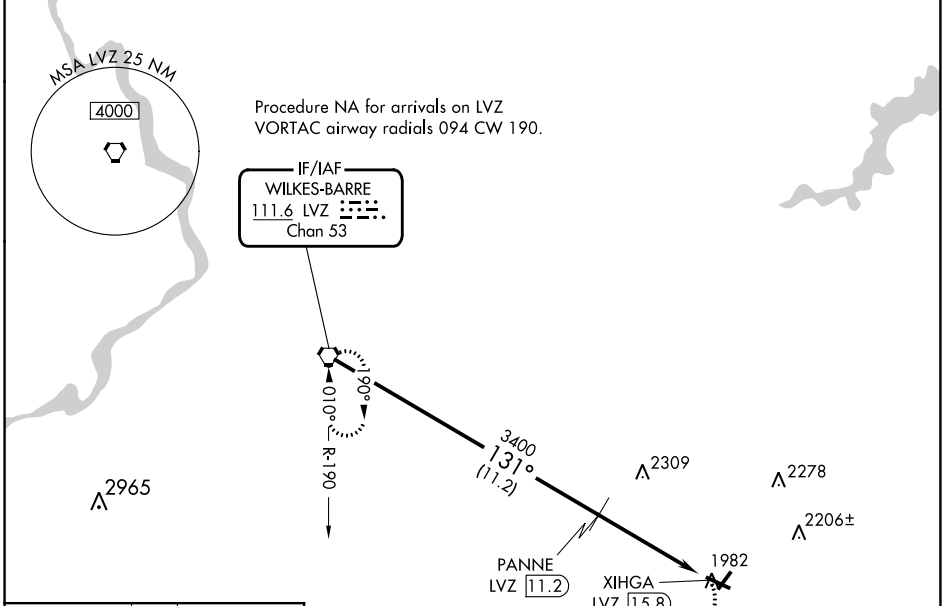 MSA LVZ 25 NM
4000
Procedure NA for arrivals on LVZ
VORTAC airway radials 094 CW 190.
IF/IAF
WILKES-BARRE
111.6 LVZ
Chan 53
190°
010°
R-190
3400
131°
(11.2)
2965
2309
2278
2206±
1982
PANNE
LVZ 11.2
XIHGA
LVZ 15.8